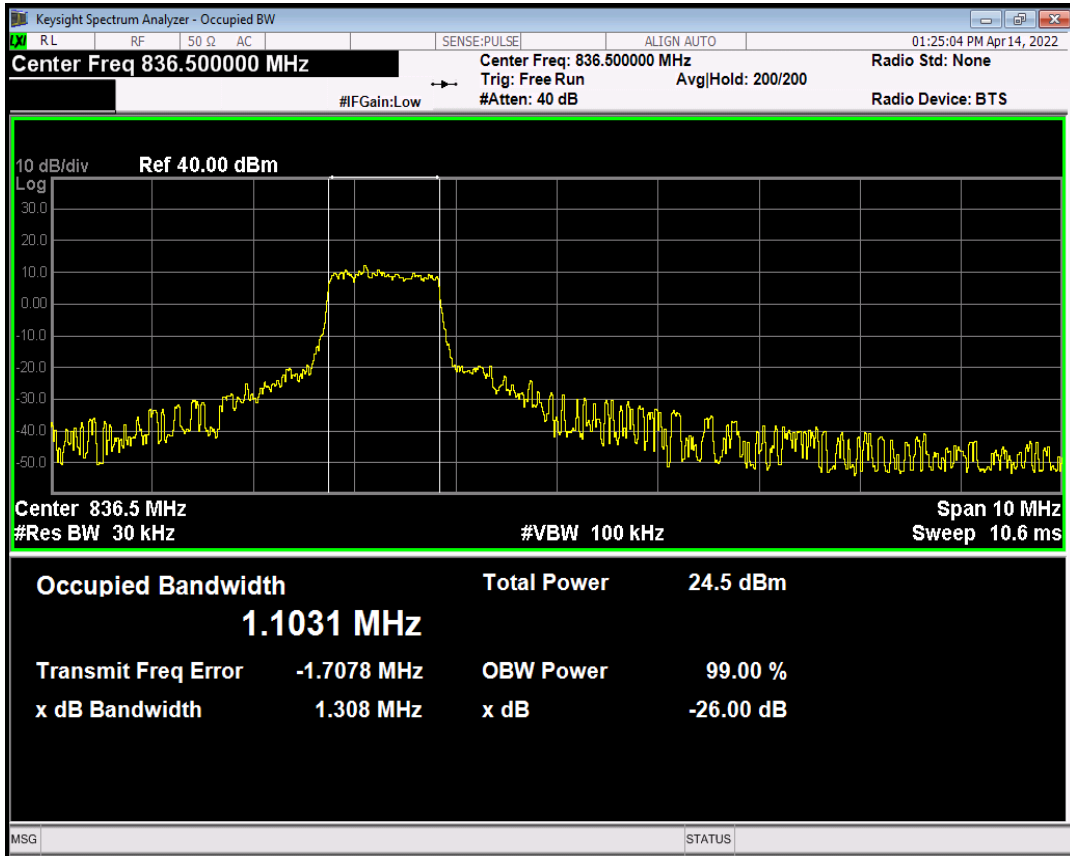 Keysight Spectrum Analyzer - Occupied BW
LXI RL RF 50 Ω AC SENSE:PULSE ALIGN AUTO 01:25:04 PM Apr 14, 2022
Center Freq 836.500000 MHz Center Freq: 836.500000 MHz Radio Std: None
Trig: Free Run Avg|Hold: 200/200
#IFGain:Low #Atten: 40 dB Radio Device: BTS
10 dB/div Ref 40.00 dBm
Log
30.0
20.0
10.0
0.00
-10.0
-20.0
-30.0
-40.0
-50.0
Center 836.5 MHz Span 10 MHz
#Res BW 30 kHz #VBW 100 kHz Sweep 10.6 ms
Occupied Bandwidth Total Power 24.5 dBm
1.1031 MHz
Transmit Freq Error -1.7078 MHz OBW Power 99.00 %
x dB Bandwidth 1.308 MHz x dB -26.00 dB
MSG STATUS